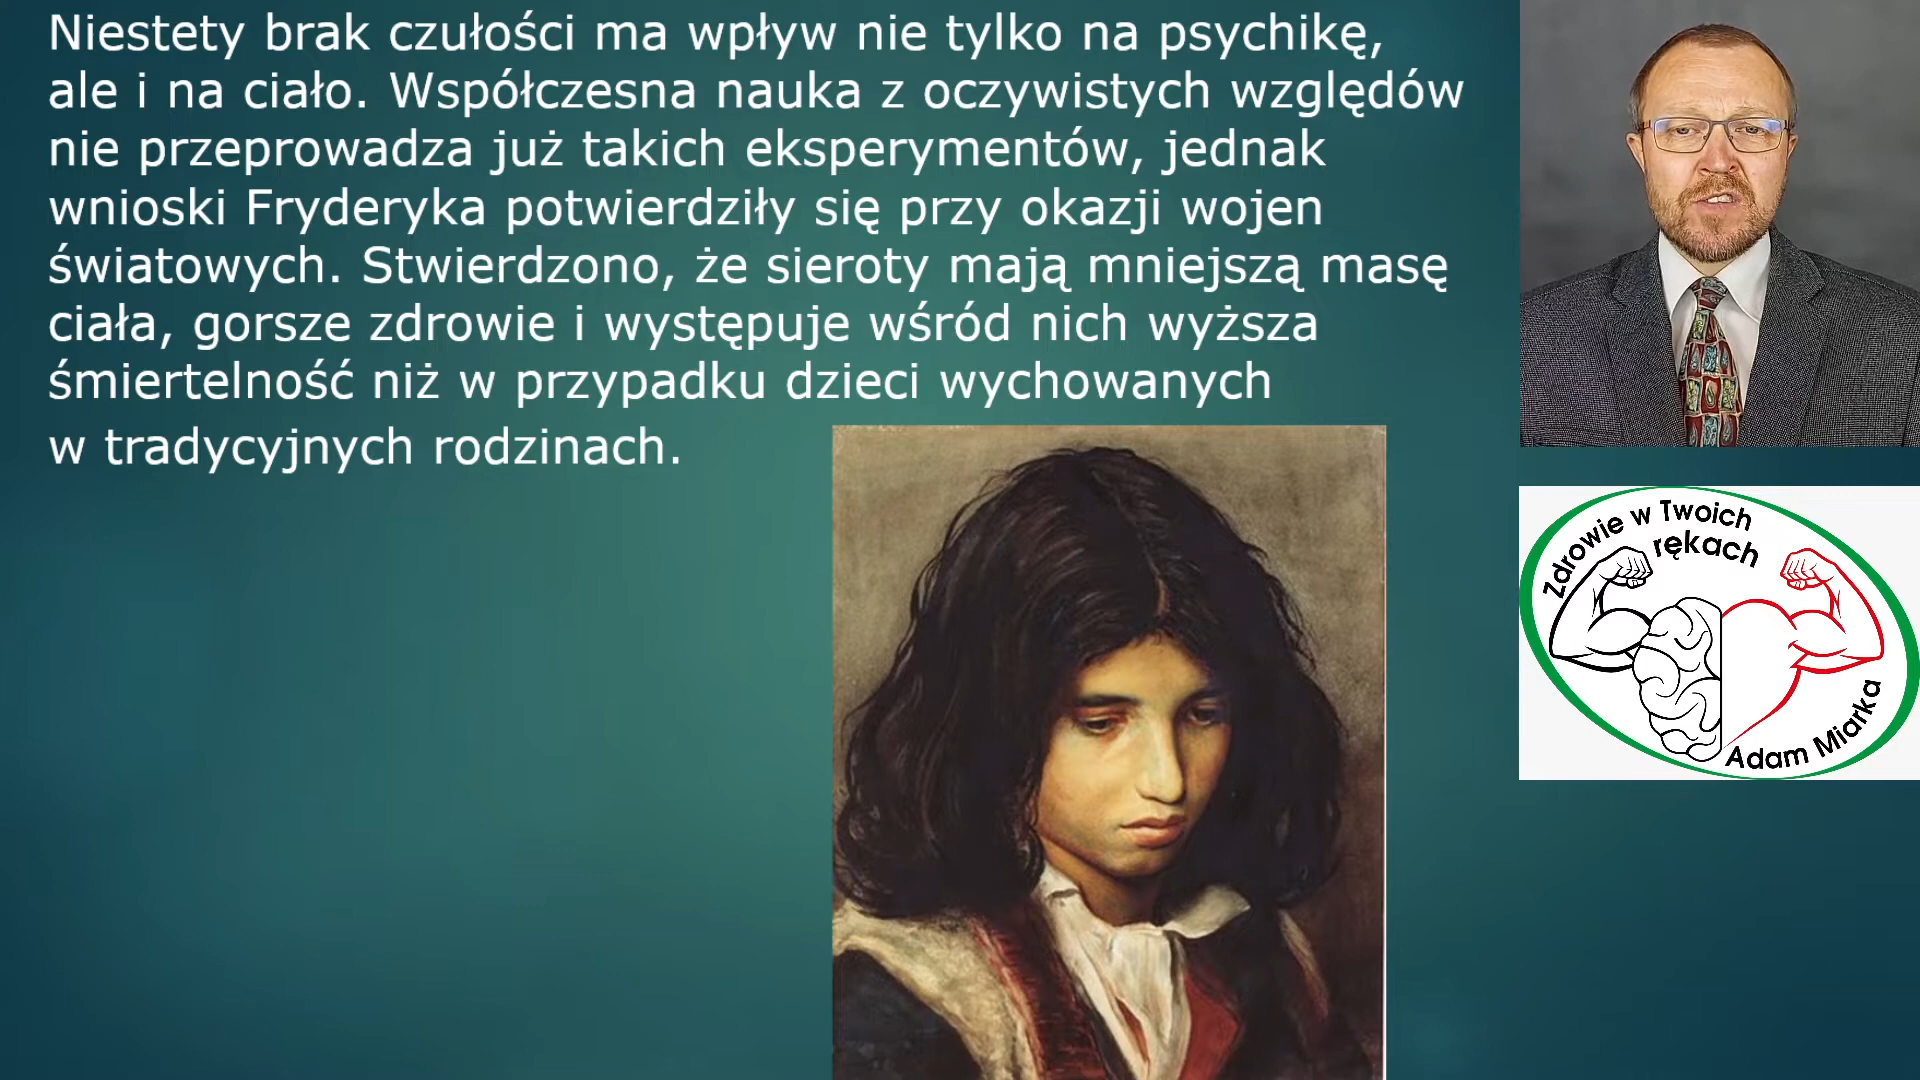 Niestety brak czułości ma wpływ nie tylko na psychikę,
ale i na ciało. Współczesna nauka z oczywistych względów
nie przeprowadza już takich eksperymentów, jednak
wnioski Fryderyka potwierdziły się przy okazji wojen
światowych. Stwierdzono, że sieroty mają mniejszą masę
ciała, gorsze zdrowie i występuje wśród nich wyższa
śmiertelność niż w przypadku dzieci wychowanych
w tradycyjnych rodzinach.
Zdrowie w Twoich
rękach
Adam Miarka